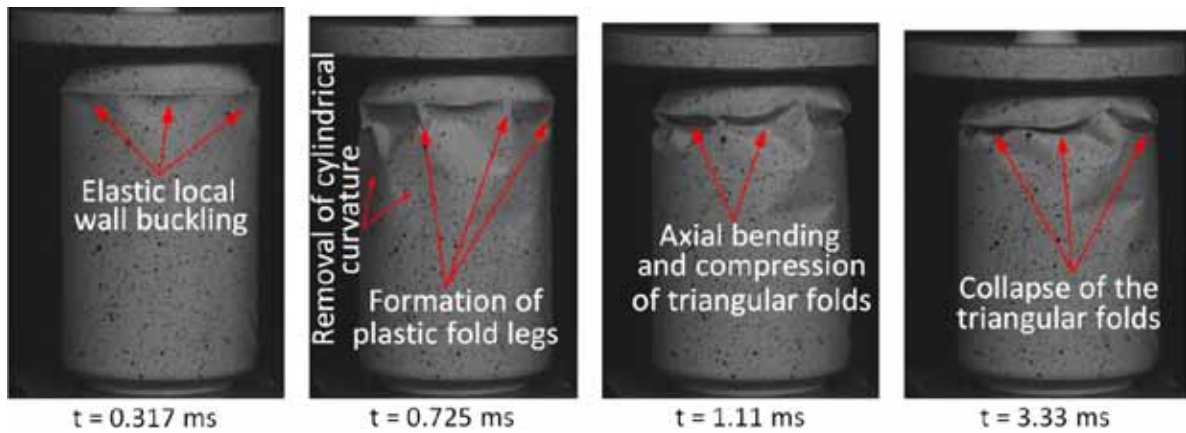 Elastic local
wall buckling
t = 0.317 ms
Removal of cylindrical
curvature
Formation of
plastic fold legs
t = 0.725 ms
Axial bending
and compression
of triangular folds
t = 1.11 ms
Collapse of the
triangular folds
t = 3.33 ms